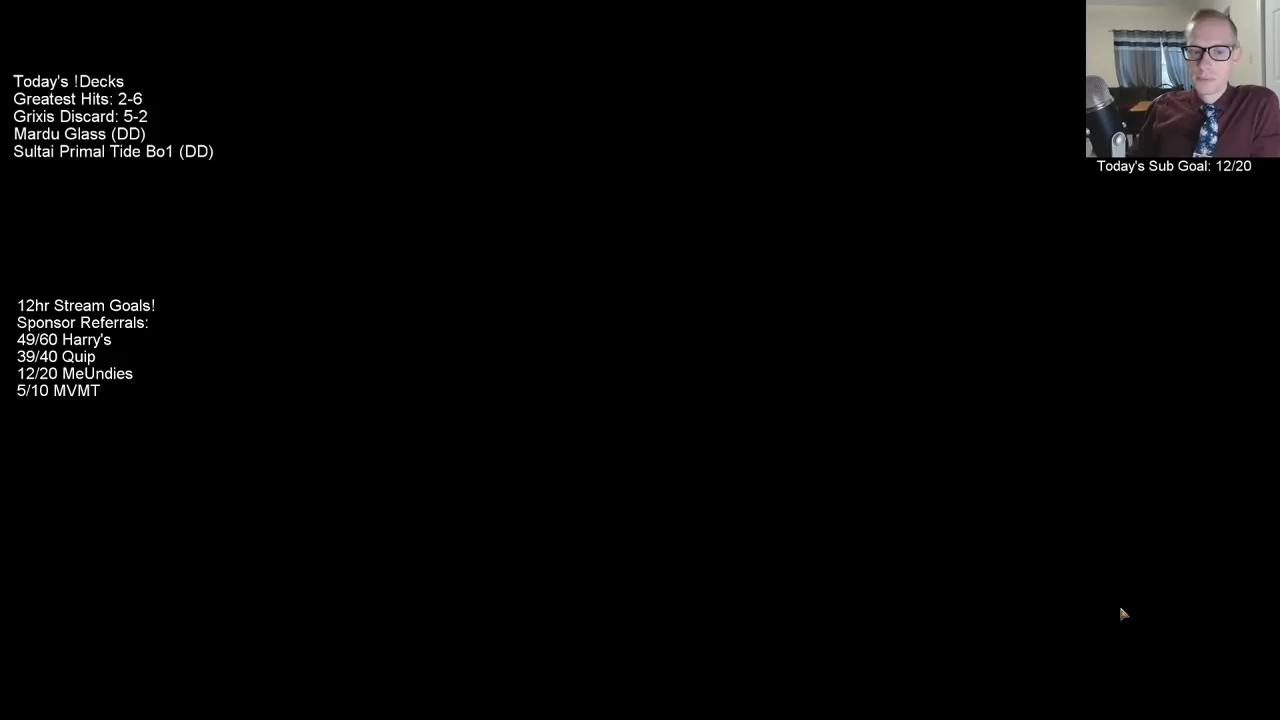 Today's !Decks
Greatest Hits: 2-6
Grixis Discard: 5-2
Mardu Glass (DD)
Sultai Primal Tide Bo1 (DD)
Today's Sub Goal: 12/20
12hr Stream Goals!
Sponsor Referrals:
49/60 Harry's
39/40 Quip
12/20 MeUndies
5/10 MVMT